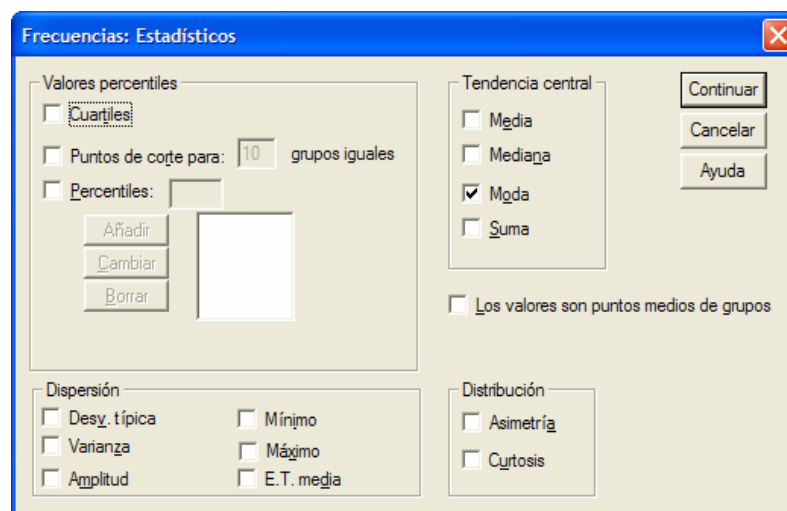 Frecuencias: Estadísticos
Valores percentiles
Cuartiles
Puntos de corte para: 10 grupos iguales
Percentiles:
Añadir
Cambiar
Borrar
Tendencia central
Media
Mediana
Moda
Suma
Continuar
Cancelar
Ayuda
Los valores son puntos medios de grupos
Dispersión
Desv. típica
Mínimo
Varianza
Máximo
Amplitud
E.T. media
Distribución
Asimetría
Curtosis